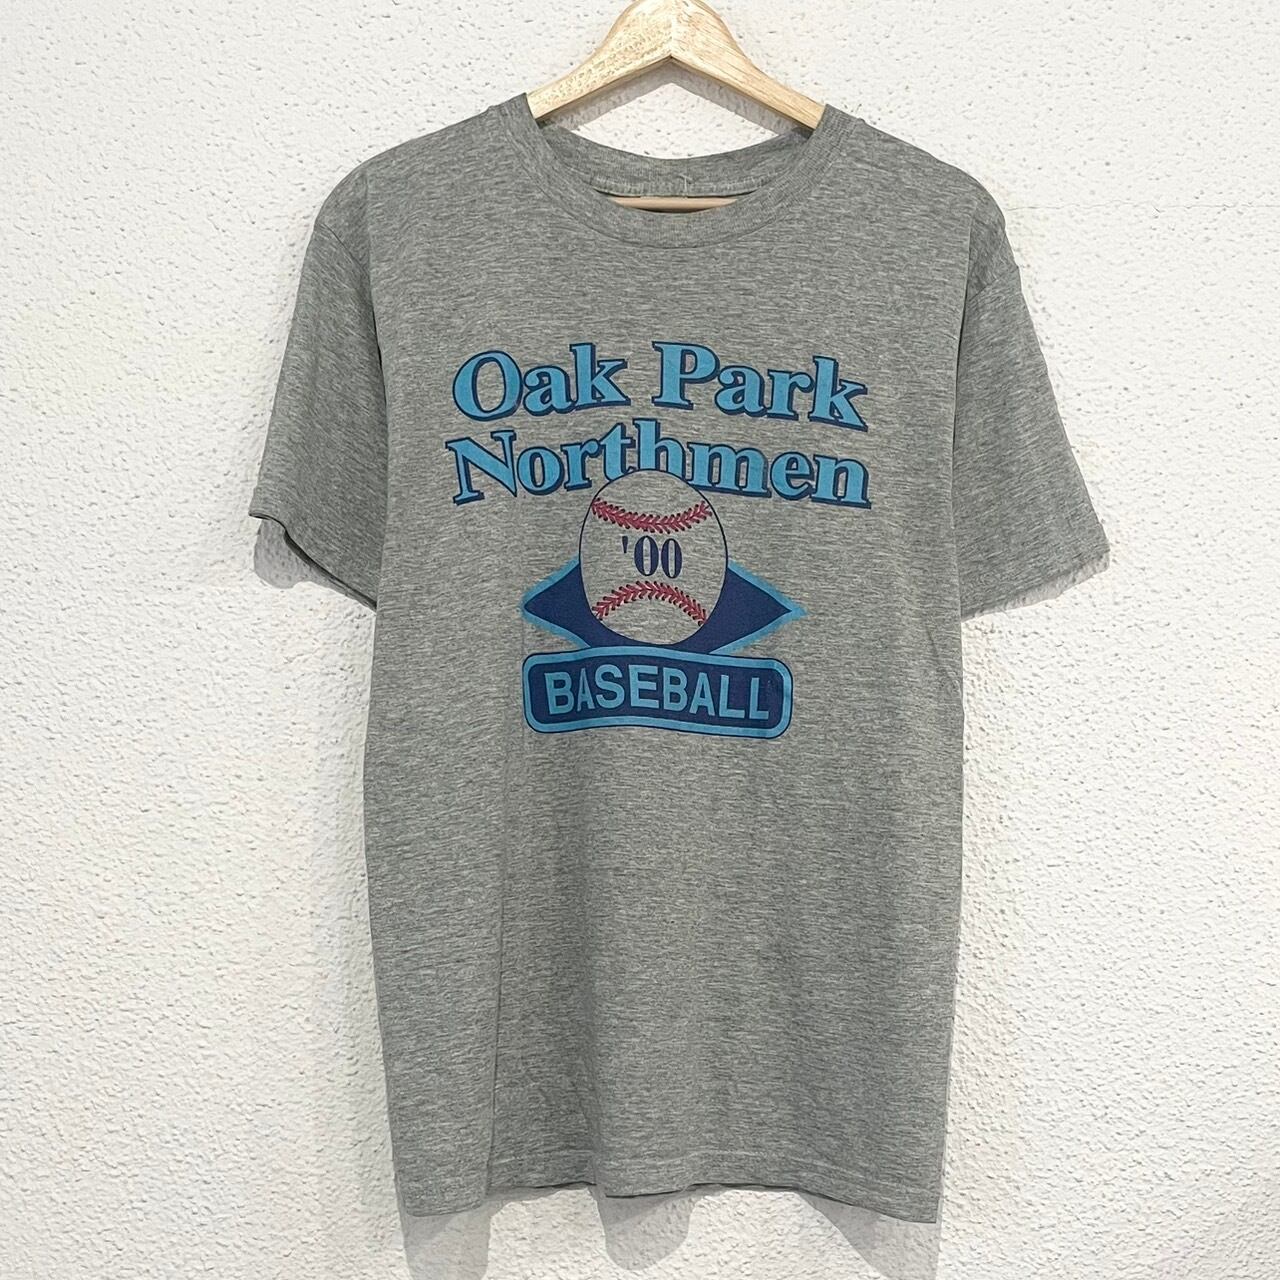 Oak Park
Northmen
'00
BASEBALL